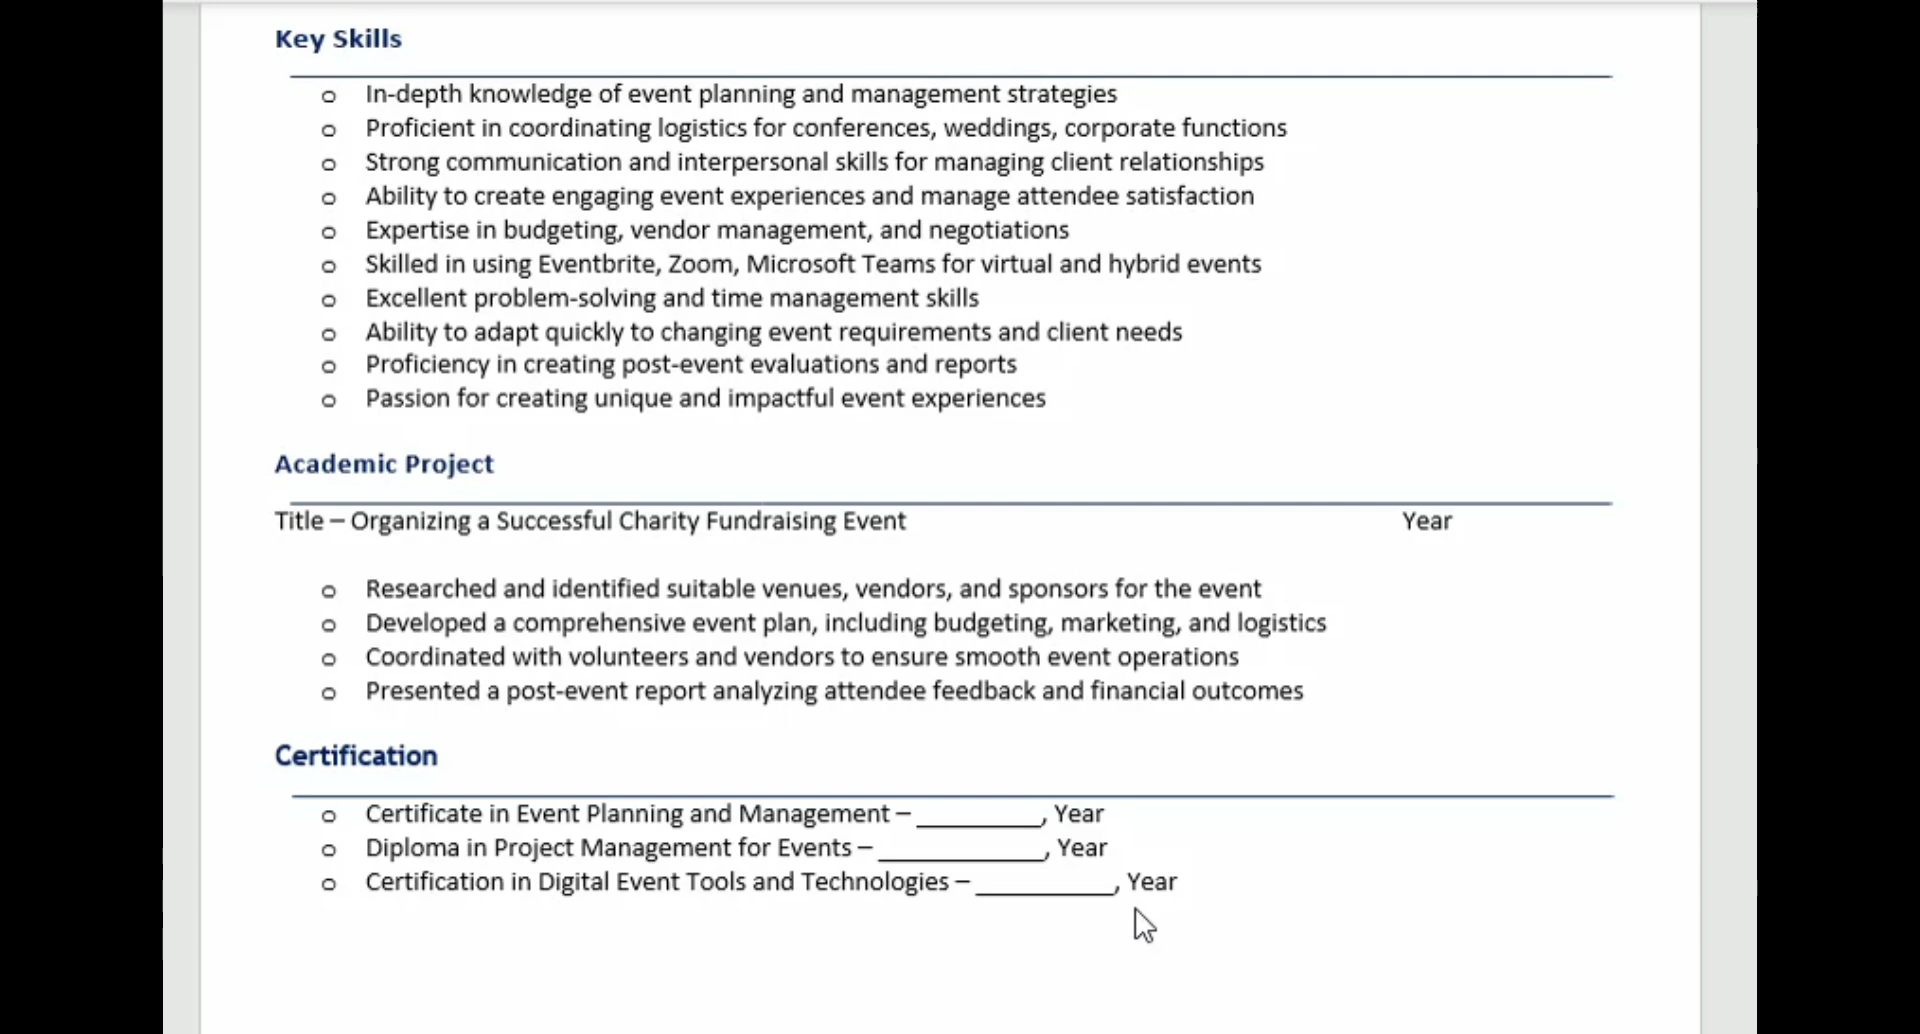 Key Skills
o In-depth knowledge of event planning and management strategies
o Proficient in coordinating logistics for conferences, weddings, corporate functions
o Strong communication and interpersonal skills for managing client relationships
o Ability to create engaging event experiences and manage attendee satisfaction
o Expertise in budgeting, vendor management, and negotiations
o Skilled in using Eventbrite, Zoom, Microsoft Teams for virtual and hybrid events
o Excellent problem-solving and time management skills
o Ability to adapt quickly to changing event requirements and client needs
o Proficiency in creating post-event evaluations and reports
o Passion for creating unique and impactful event experiences
Academic Project
Title – Organizing a Successful Charity Fundraising Event Year
o Researched and identified suitable venues, vendors, and sponsors for the event
o Developed a comprehensive event plan, including budgeting, marketing, and logistics
o Coordinated with volunteers and vendors to ensure smooth event operations
o Presented a post-event report analyzing attendee feedback and financial outcomes
Certification
o Certificate in Event Planning and Management – _________, Year
o Diploma in Project Management for Events – ____________, Year
o Certification in Digital Event Tools and Technologies – __________, Year